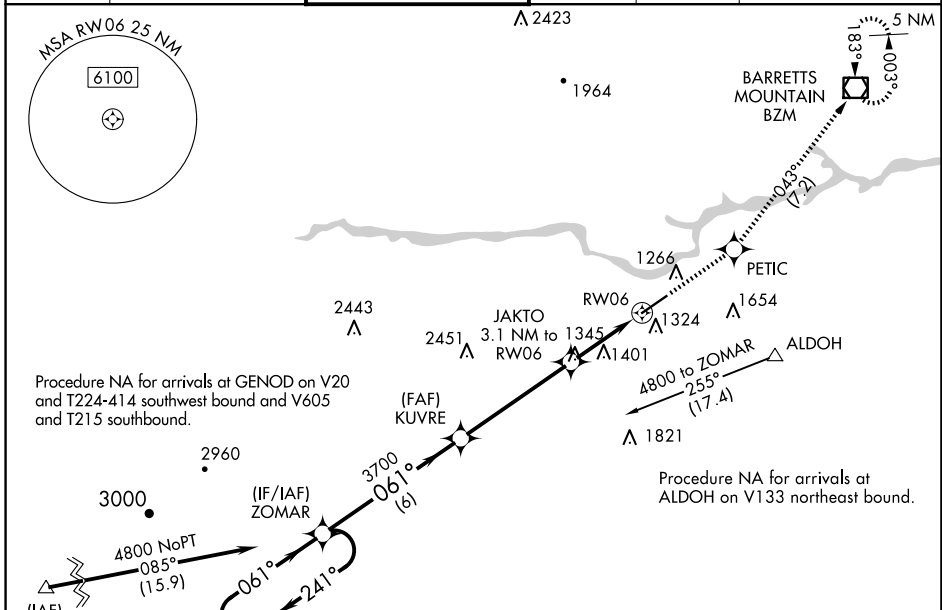 MSA RW06 25 NM
6100
2423
1964
5 NM
183°
003°
BARRETTS
MOUNTAIN
BZM
043°
(7.2)
1266
PETIC
RW06
1654
2443
JAKTO
3.1 NM to
RW06
1345
1324
2451
1401
ALDOH
4800 to ZOMAR
255°
(17.4)
Procedure NA for arrivals at GENOD on V20
and T224-414 southwest bound and V605
and T215 southbound.
(FAF)
KUVRE
1821
2960
3700
061°
(6)
Procedure NA for arrivals at
ALDOH on V133 northeast bound.
3000
(IF/IAF)
ZOMAR
4800 NoPT
085°
(15.9)
061°
241°
(IAF)